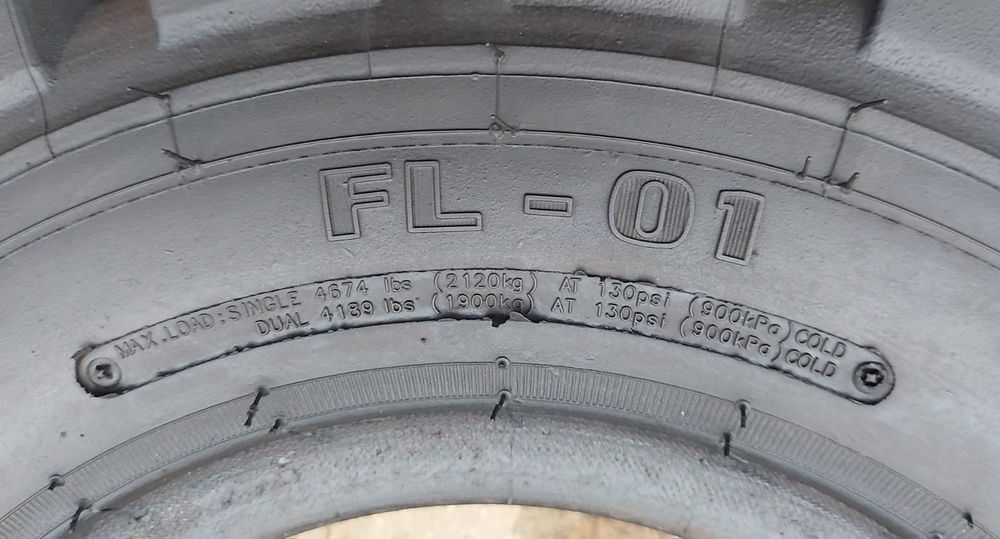 FL-01
MAX.LOAD:SINGLE 4674 lbs (2120kg) AT 130psi (900kPa) COLD
DUAL 4189 lbs (1900kg) AT 130psi (900kPa) COLD